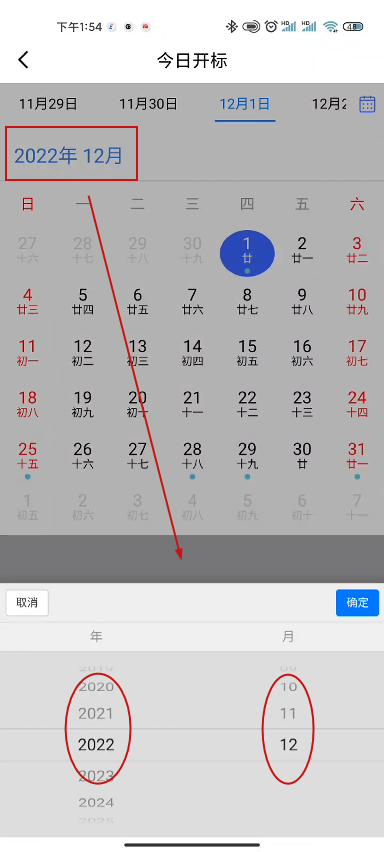 下午1:54
今日开标
11月29日 11月30日 12月1日 12月2
2022年 12月
日 一 二 三 四 五 六
27 28 29 30 1 2 3
十六 十七 十八 十九 廿 廿一 廿二
4 5 6 7 8 9 10
廿三 廿四 廿五 廿六 廿七 廿八 廿九
11 12 13 14 15 16 17
初一 初二 初三 初四 初五 初六 初七
18 19 20 21 22 23 24
初八 初九 初十 十一 十二 十三 十四
25 26 27 28 29 30 31
十五 十六 十七 十八 十九 廿 廿一
1 2 3 4 5 6 7
初五 初六 初七 初八 初九 初十 十一
取消 确定
年 月
2019 09
2020 10
2021 11
2022 12
2023
2024
2025